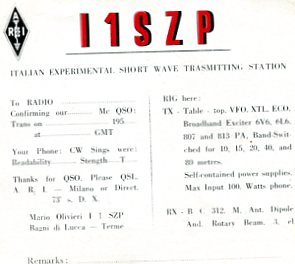 I1SZP
R E I
ITALIAN EXPERIMENTAL SHORT WAVE TRASMITTING STATION
To RADIO
Confirming our Mc QSO:
Trans on 195
at GMT
Your Phone: CW Sings were:
Readability Stength T
Thanks for QSO. Please QSL.
A. R. I. — Milano or Direct.
73' s. D. X.
Mario Olivieri I 1 SZP
Bagni di Lucca — Terme
RIG here:
TX - Table - top, VFO, XTL, ECO,
Broadband Exciter 6V6, 6L6,
807 and 813 PA, Band-Swit-
ched for 10, 15, 20, 40, and
80 metres.
Self-contained power supplies.
Max Input 100, Watts phone.
RX - B C 312, M. Ant. Dipole
And. Rotary Beam, 3, el
Remarks: